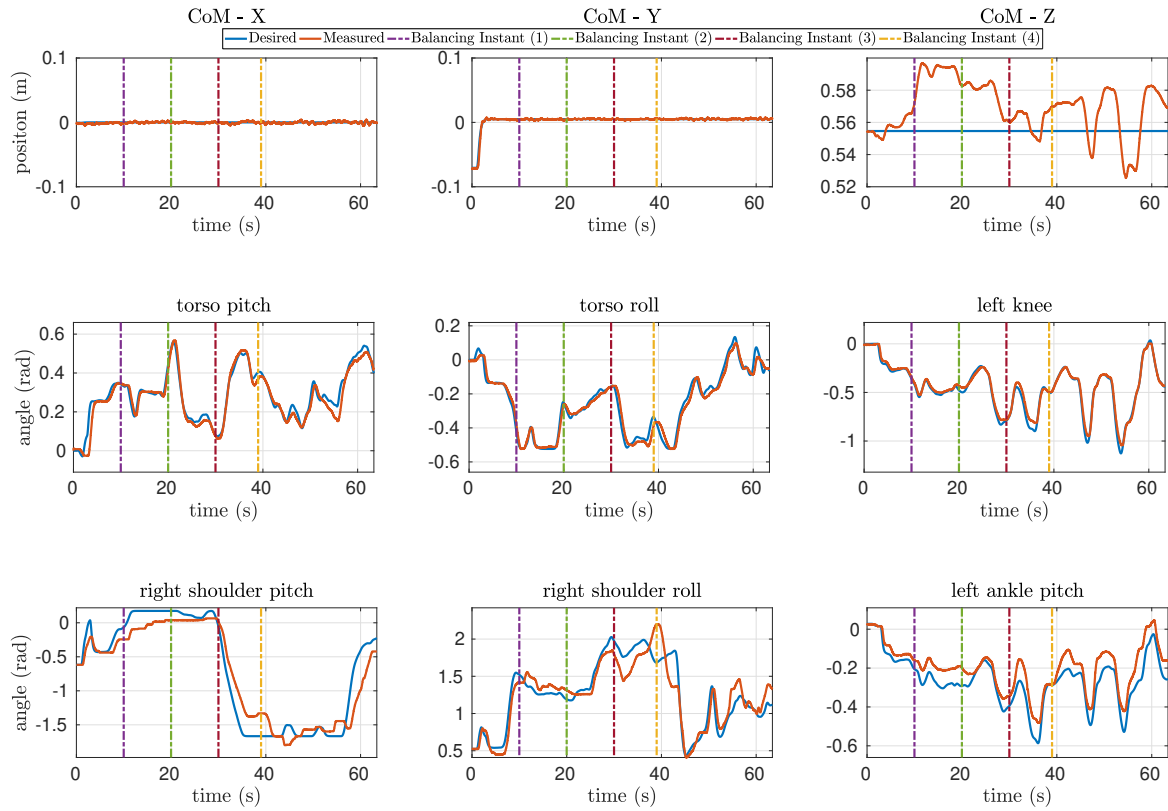 CoM - X CoM - Y CoM - Z
Desired Measured Balancing Instant (1) Balancing Instant (2) Balancing Instant (3) Balancing Instant (4)
position (m)
0.1
0
-0.1
0 20 40 60
time (s)
0.1
0
-0.1
0 20 40 60
time (s)
0.58
0.56
0.54
0.52
0 20 40 60
time (s)
torso pitch
angle (rad)
0.6
0.4
0.2
0
0 20 40 60
time (s)
torso roll
0.2
0
-0.2
-0.4
-0.6
0 20 40 60
time (s)
left knee
0
-0.5
-1
0 20 40 60
time (s)
right shoulder pitch
angle (rad)
0
-0.5
-1
-1.5
0 20 40 60
time (s)
right shoulder roll
2
1.5
1
0.5
0 20 40 60
time (s)
left ankle pitch
0
-0.2
-0.4
-0.6
0 20 40 60
time (s)